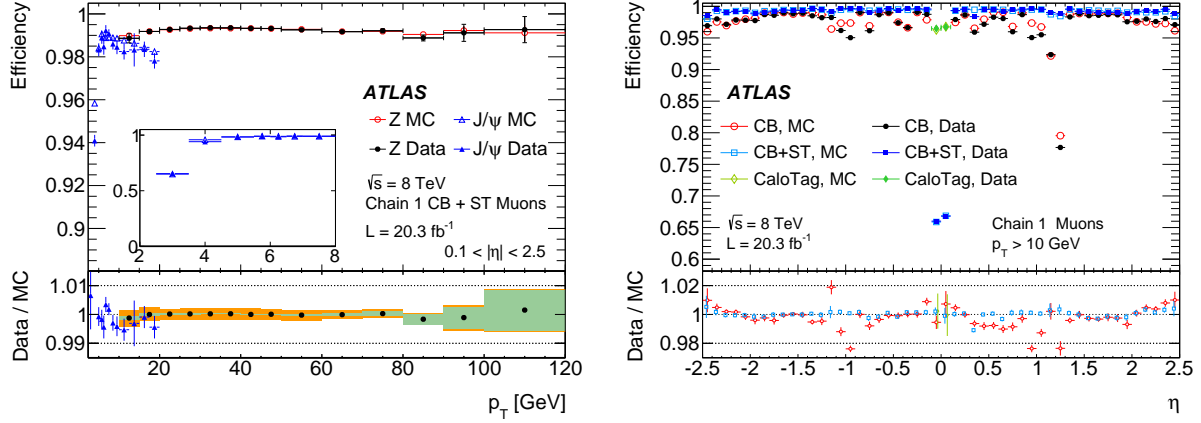 Efficiency
1
0.98
0.96
0.94
0.92
0.9
ATLAS
Z MC
J/ψ MC
Z Data
J/ψ Data
√s = 8 TeV
Chain 1 CB + ST Muons
L = 20.3 fb⁻¹
0.1 < |η| < 2.5
1
0.5
0
2 4 6 8
Data / MC
1.01
1
0.99
20 40 60 80 100 120
p_T [GeV]
Efficiency
1
0.95
0.9
0.85
0.8
0.75
0.7
0.65
0.6
ATLAS
CB, MC
CB, Data
CB+ST, MC
CB+ST, Data
CaloTag, MC
CaloTag, Data
√s = 8 TeV
Chain 1 Muons
L = 20.3 fb⁻¹
p_T > 10 GeV
Data / MC
1.02
1
0.98
-2.5 -2 -1.5 -1 -0.5 0 0.5 1 1.5 2 2.5
η